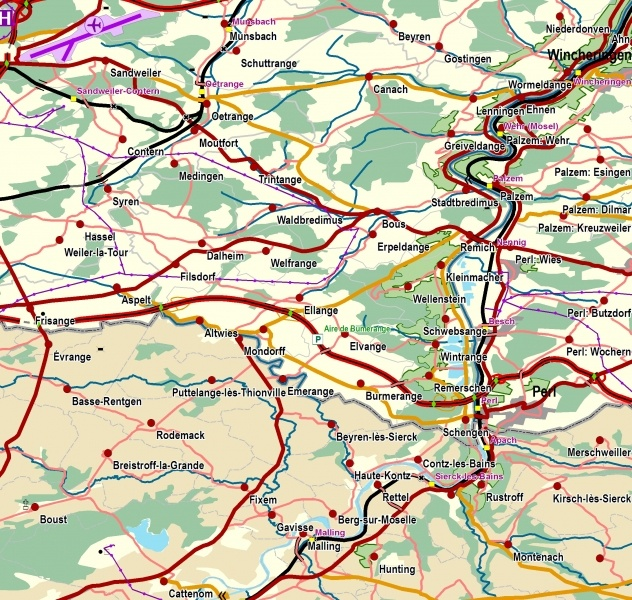 Niederdonven
Munsbach
Munsbach
Beyren
Ahn
H
Schuttrange
Gostingen
Wincheringen
Sandweiler
Wincheringen
Oetrange
Canach
Wormeldange
Sandweiler-Contern
Lenningen
Ehnen
Oetrange
Wehr (Mosel)
Moutfort
Greiveldange
Palzem: Wehr
Contern
Medingen
Trintange
Palzem: Esingen
Palzem
Syren
Stadtbredimus
Palzem
Palzem: Dilmar
Waldbredimus
Bous
Palzem: Kreuzweiler
Hassel
Weiler-la-Tour
Erpeldange
Remich
Nennig
Dalheim
Welfrange
Perl: Wies
Filsdorf
Kleinmacher
Aspelt
Wellenstein
Ellange
Perl: Butzdorf
Frisange
Besch
Altwies
Aire de Burmerange
Schwebsange
P
Elvange
Mondorff
Perl: Wochern
Évrange
Wintrange
Puttelange-lès-Thionville
Emerange
Remerschen
Perl
Basse-Rentgen
Burmerange
Perl
Rodemack
Beyren-lès-Sierck
Schengen
Apach
Merschweiler
Breistroff-la-Grande
Contz-les-Bains
Haute-Kontz
Sierck-les-Bains
Fixem
Rettel
Rustroff
Kirsch-lès-Sierck
Boust
Berg-sur-Moselle
Gavisse
Malling
Malling
Montenach
Hunting
Cattenom